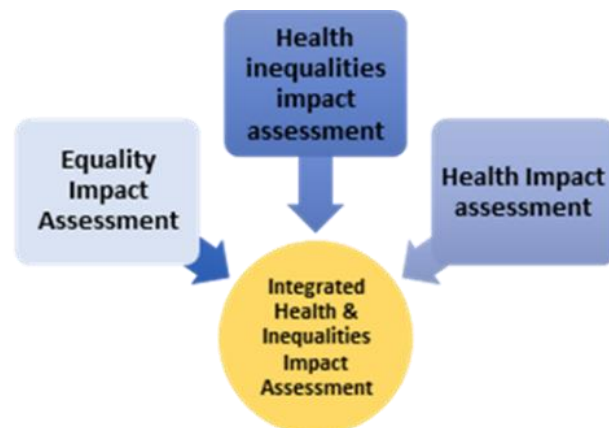 Health
inequalities
impact
assessment
Equality
Impact
Assessment
Health Impact
assessment
Integrated
Health &
Inequalities
Impact
Assessment